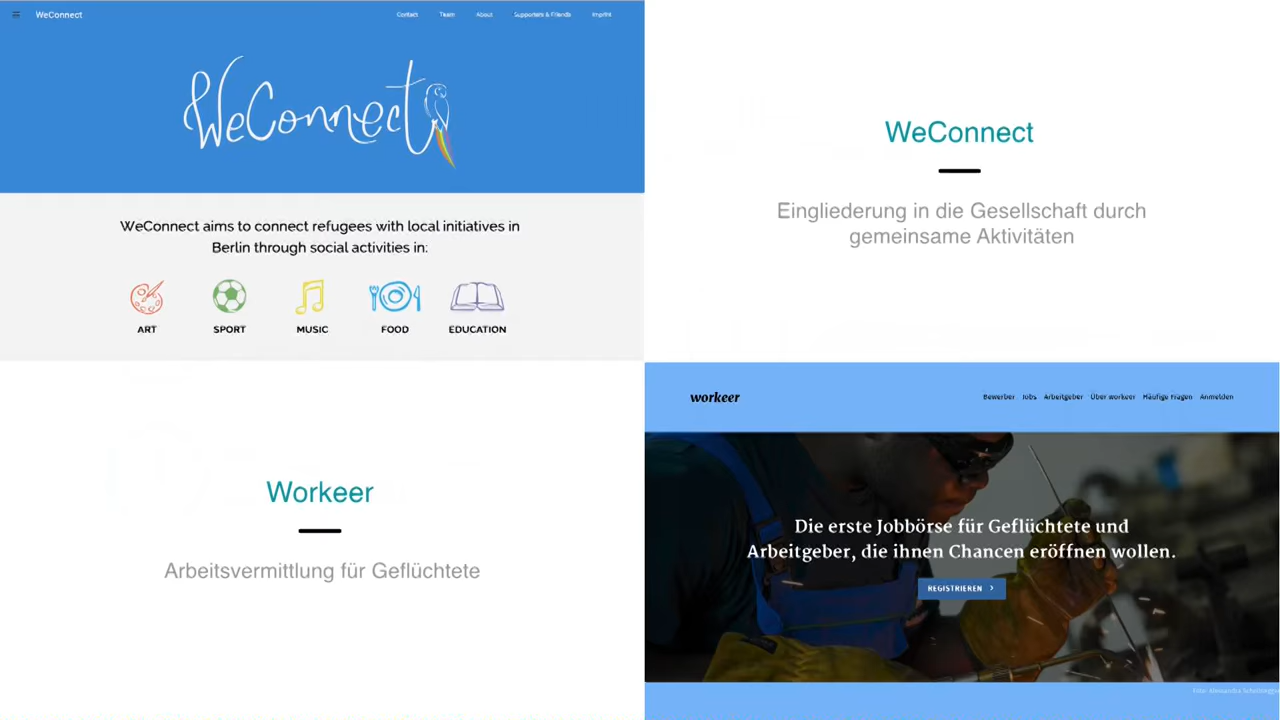 WeConnect
Contact Team About Supporters & Friends Imprint
WeConnect
WeConnect aims to connect refugees with local initiatives in
Berlin through social activities in:
ART SPORT MUSIC FOOD EDUCATION
WeConnect
Eingliederung in die Gesellschaft durch
gemeinsame Aktivitäten
Workeer
Arbeitsvermittlung für Geflüchtete
workeer
Bewerber Jobs Arbeitgeber Über workeer Häufige Fragen Anmelden
Die erste Jobbörse für Geflüchtete und
Arbeitgeber, die ihnen Chancen eröffnen wollen.
REGISTRIEREN